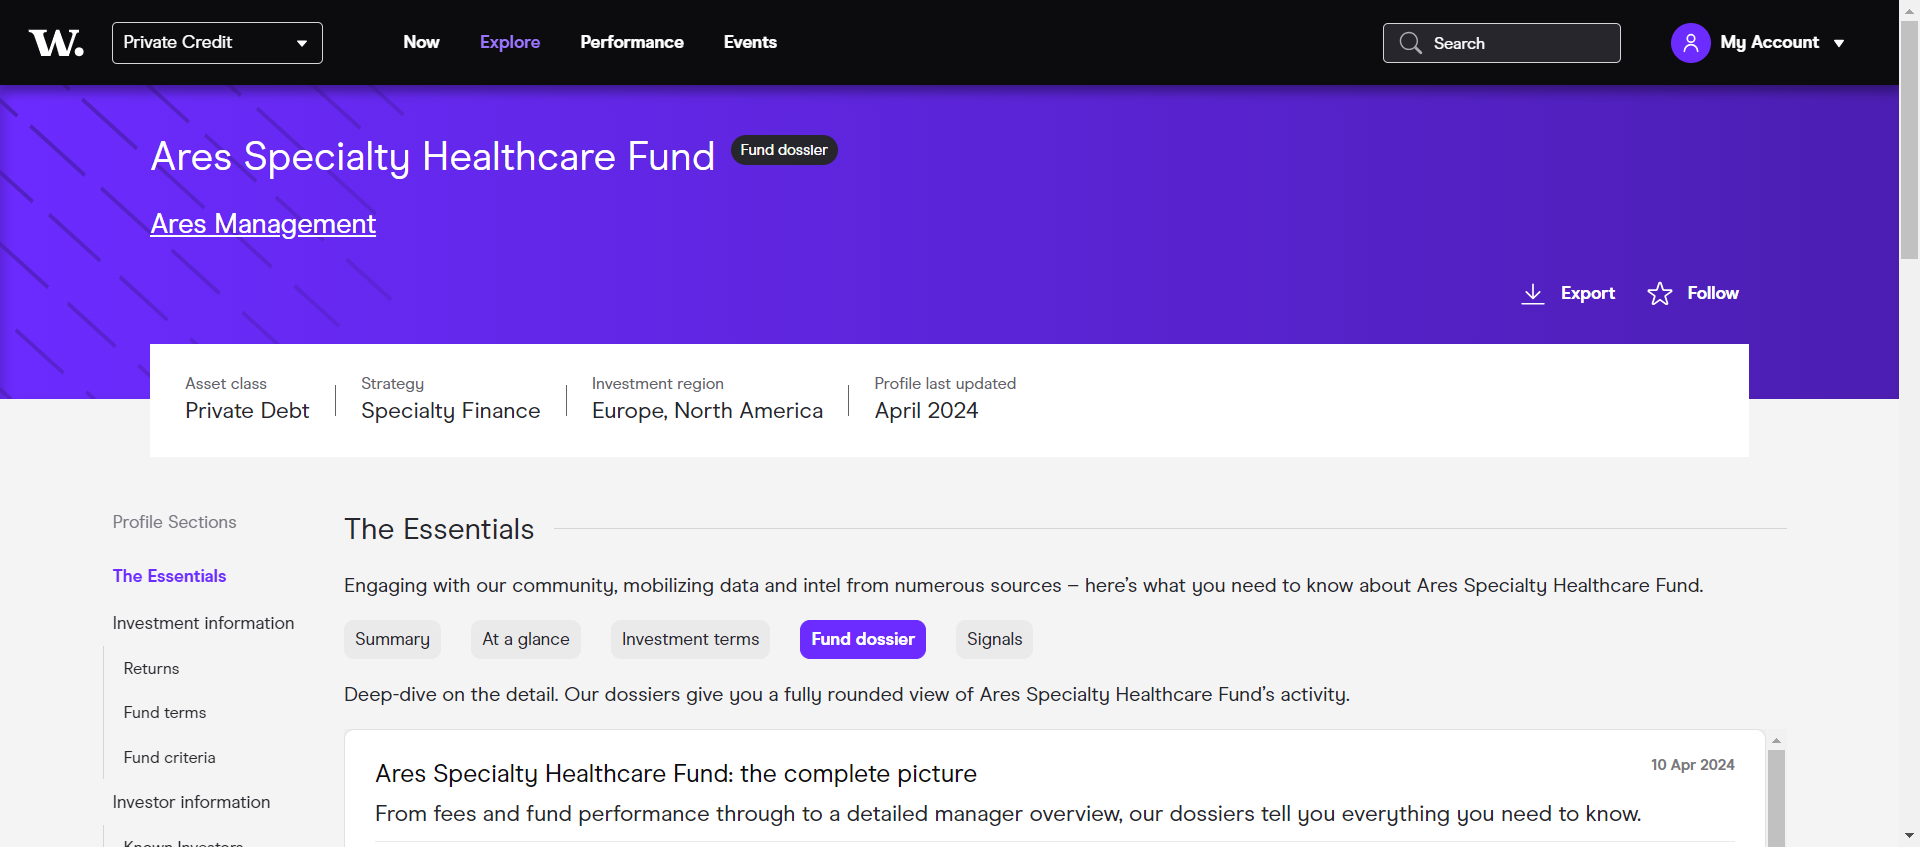 W.
Private Credit
Now
Explore
Performance
Events
Search
My Account
Ares Specialty Healthcare Fund
Fund dossier
Ares Management
Export
Follow
Asset class
Private Debt
Strategy
Specialty Finance
Investment region
Europe, North America
Profile last updated
April 2024
Profile Sections
The Essentials
Investment information
Returns
Fund terms
Fund criteria
Investor information
Known Investors
The Essentials
Engaging with our community, mobilizing data and intel from numerous sources – here’s what you need to know about Ares Specialty Healthcare Fund.
Summary
At a glance
Investment terms
Fund dossier
Signals
Deep-dive on the detail. Our dossiers give you a fully rounded view of Ares Specialty Healthcare Fund’s activity.
Ares Specialty Healthcare Fund: the complete picture
10 Apr 2024
From fees and fund performance through to a detailed manager overview, our dossiers tell you everything you need to know.